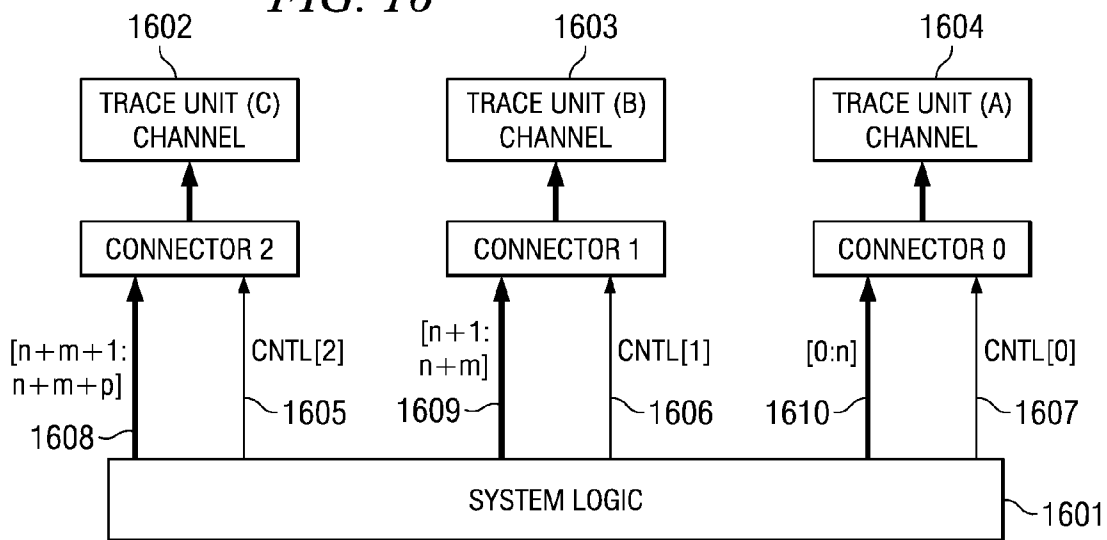 FIG. 16
1602
1603
1604
TRACE UNIT (C)
CHANNEL
TRACE UNIT (B)
CHANNEL
TRACE UNIT (A)
CHANNEL
CONNECTOR 2
CONNECTOR 1
CONNECTOR 0
[n+m+1:
n+m+p]
CNTL[2]
[n+1:
n+m]
CNTL[1]
[0:n]
CNTL[0]
1608
1605
1609
1606
1610
1607
SYSTEM LOGIC
1601